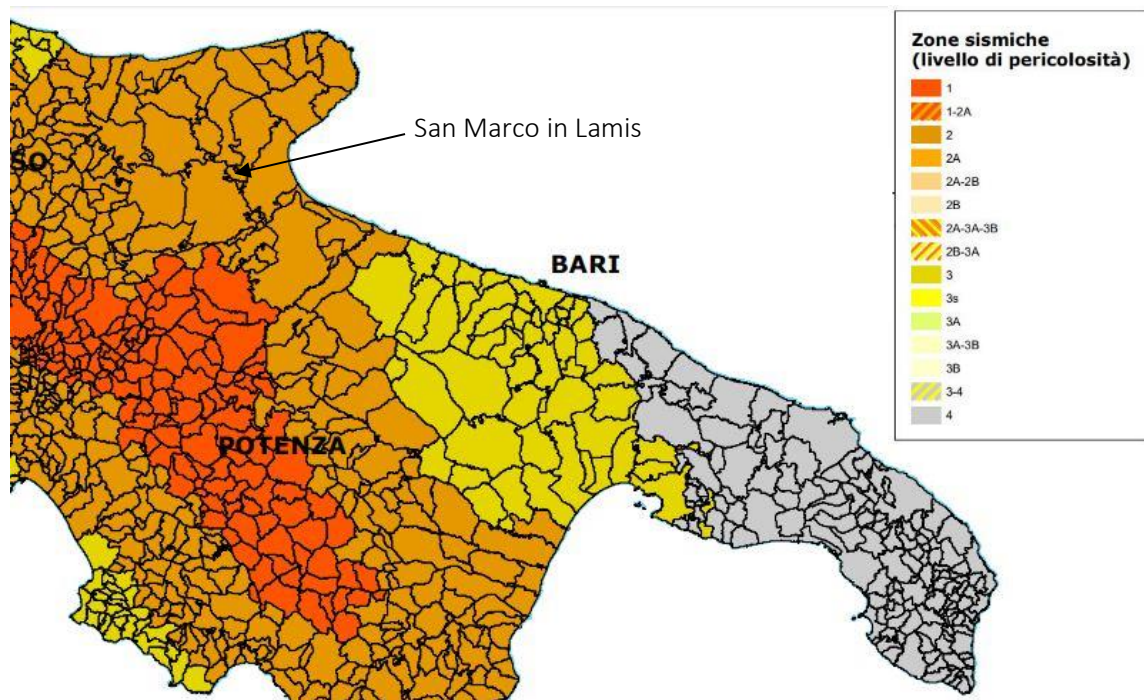 Zone sismiche
(livello di pericolosità)
1
1-2A
2
2A
2A-2B
2B
2A-3A-3B
2B-3A
3
3s
3A
3A-3B
3B
3-4
4
San Marco in Lamis
SO
BARI
POTENZA